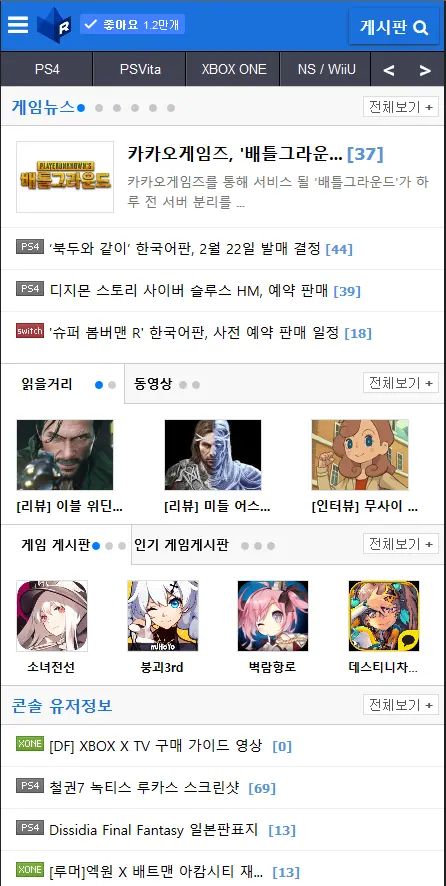 R
좋아요 1.2만개
게시판
PS4
PSVita
XBOX ONE
NS / WiiU
<
>
게임뉴스
전체보기 +
PLAYERUNKNOWN'S
배틀그라운드
카카오게임즈, '배틀그라운... [37]
카카오게임즈를 통해 서비스 될 '배틀그라운드'가 하
루 전 서버 분리를 ...
PS4 ‘북두와 같이’ 한국어판, 2월 22일 발매 결정 [44]
PS4 디지몬 스토리 사이버 슬루스 HM, 예약 판매 [39]
switch '슈퍼 봄버맨 R' 한국어판, 사전 예약 판매 일정 [18]
읽을거리
동영상
전체보기 +
[리뷰] 이블 위딘...
[리뷰] 미들 어스...
[인터뷰] 무사이 ...
게임 게시판
인기 게임게시판
전체보기 +
miHoYo
소녀전선
붕괴3rd
벽람항로
데스티니차...
콘솔 유저정보
전체보기 +
XONE [DF] XBOX X TV 구매 가이드 영상 [0]
PS4 철권7 녹티스 루카스 스크린샷 [69]
PS4 Dissidia Final Fantasy 일본판표지 [13]
XONE [루머]엑원 X 배트맨 아캄시티 재... [13]